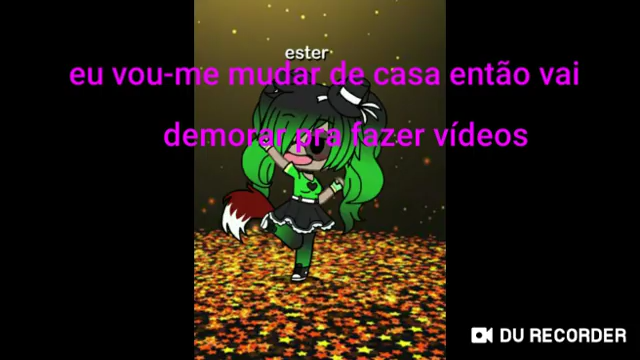 ester
eu vou-me mudar de casa então vai
demorar pra fazer vídeos
DU RECORDER